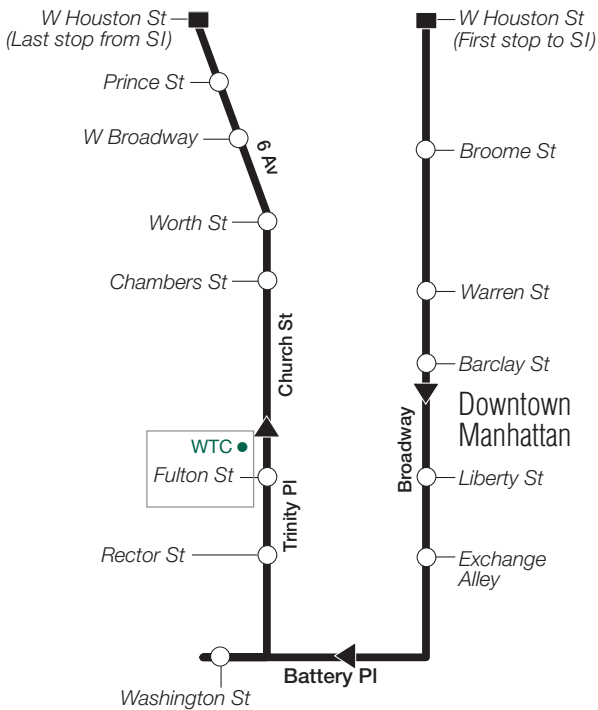 W Houston St
(Last stop from SI)
Prince St
W Broadway
6 Av
Worth St
Chambers St
Church St
WTC
Fulton St
Trinity Pl
Rector St
Washington St
Battery Pl
W Houston St
(First stop to SI)
Broome St
Warren St
Barclay St
Downtown
Manhattan
Broadway
Liberty St
Exchange
Alley